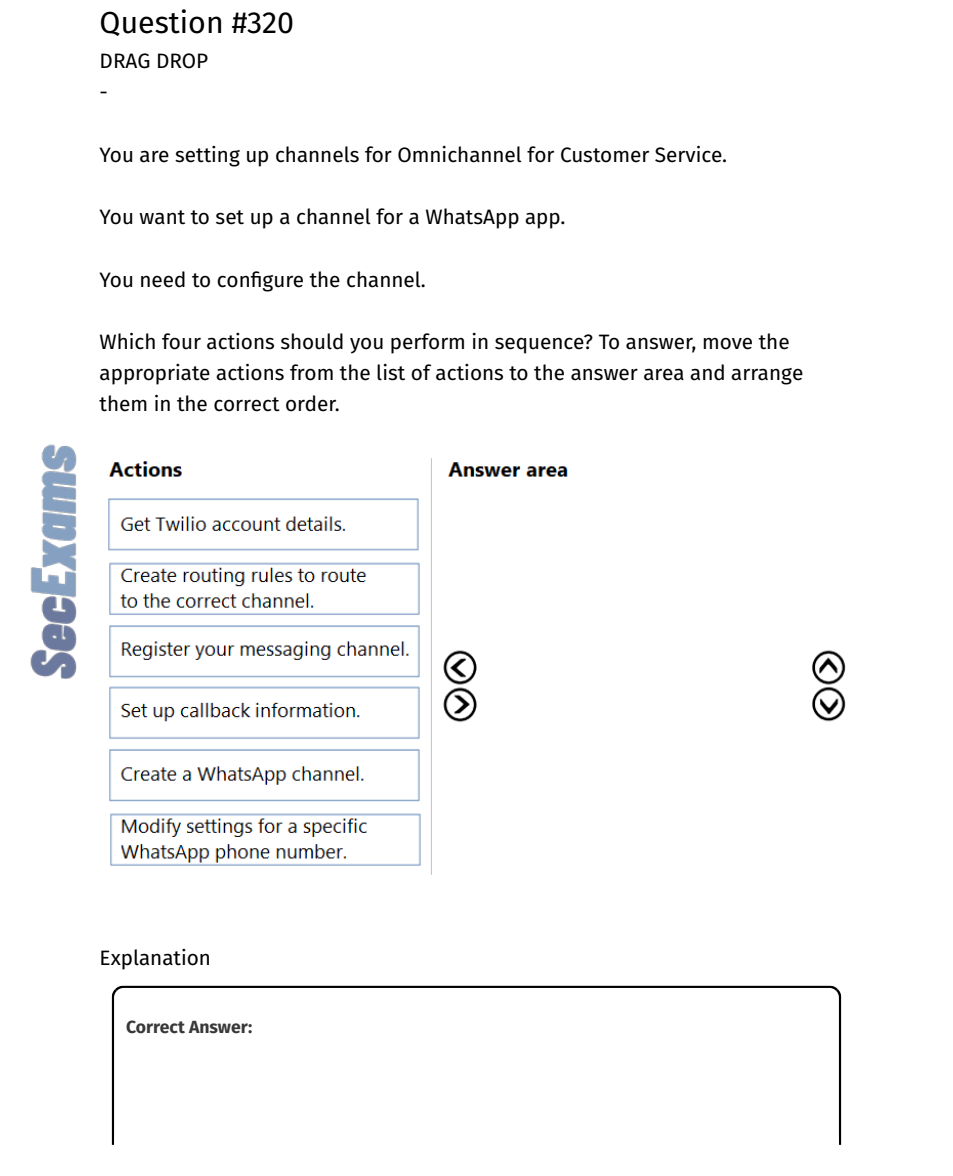 Question #320
DRAG DROP
-
You are setting up channels for Omnichannel for Customer Service.
You want to set up a channel for a WhatsApp app.
You need to configure the channel.
Which four actions should you perform in sequence? To answer, move the
appropriate actions from the list of actions to the answer area and arrange
them in the correct order.
SecExams
Actions
Answer area
Get Twilio account details.
Create routing rules to route
to the correct channel.
Register your messaging channel.
Set up callback information.
Create a WhatsApp channel.
Modify settings for a specific
WhatsApp phone number.
Explanation
Correct Answer: